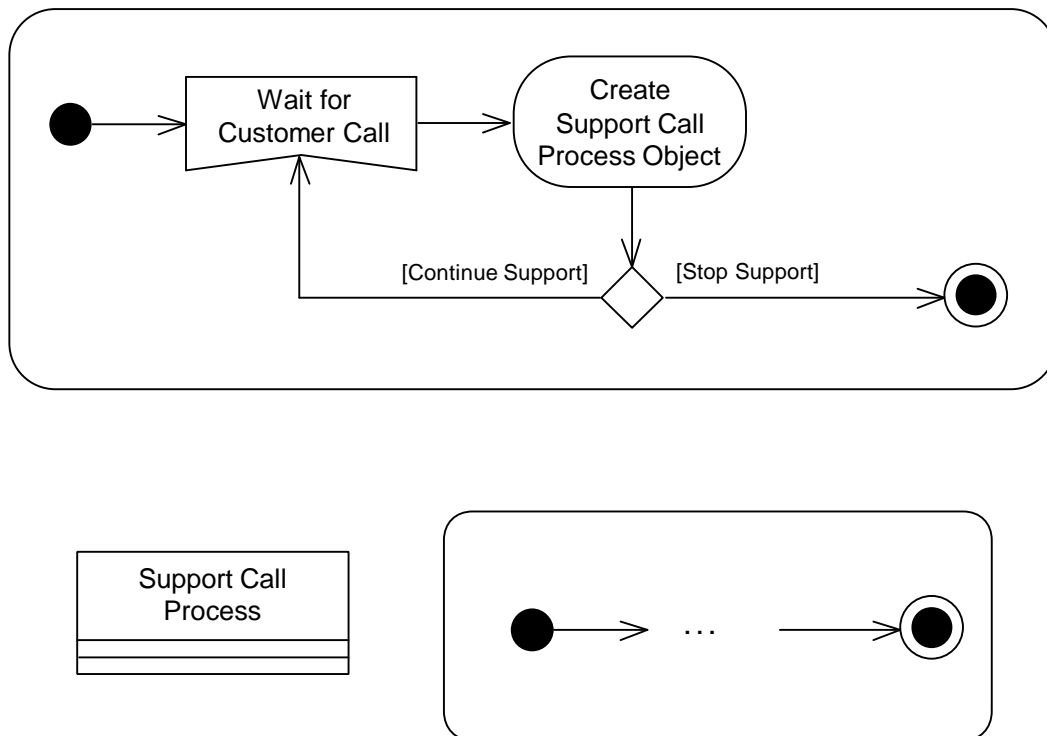 Wait for
Customer Call
Create
Support Call
Process Object
[Continue Support]
[Stop Support]
Support Call
Process
...